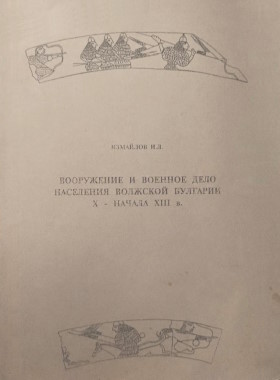 ИЗМАЙЛОВ И.Л.
ВООРУЖЕНИЕ И ВОЕННОЕ ДЕЛО
НАСЕЛЕНИЯ ВОЛЖСКОЙ БУЛГАРИИ
X - НАЧАЛА XIII в.